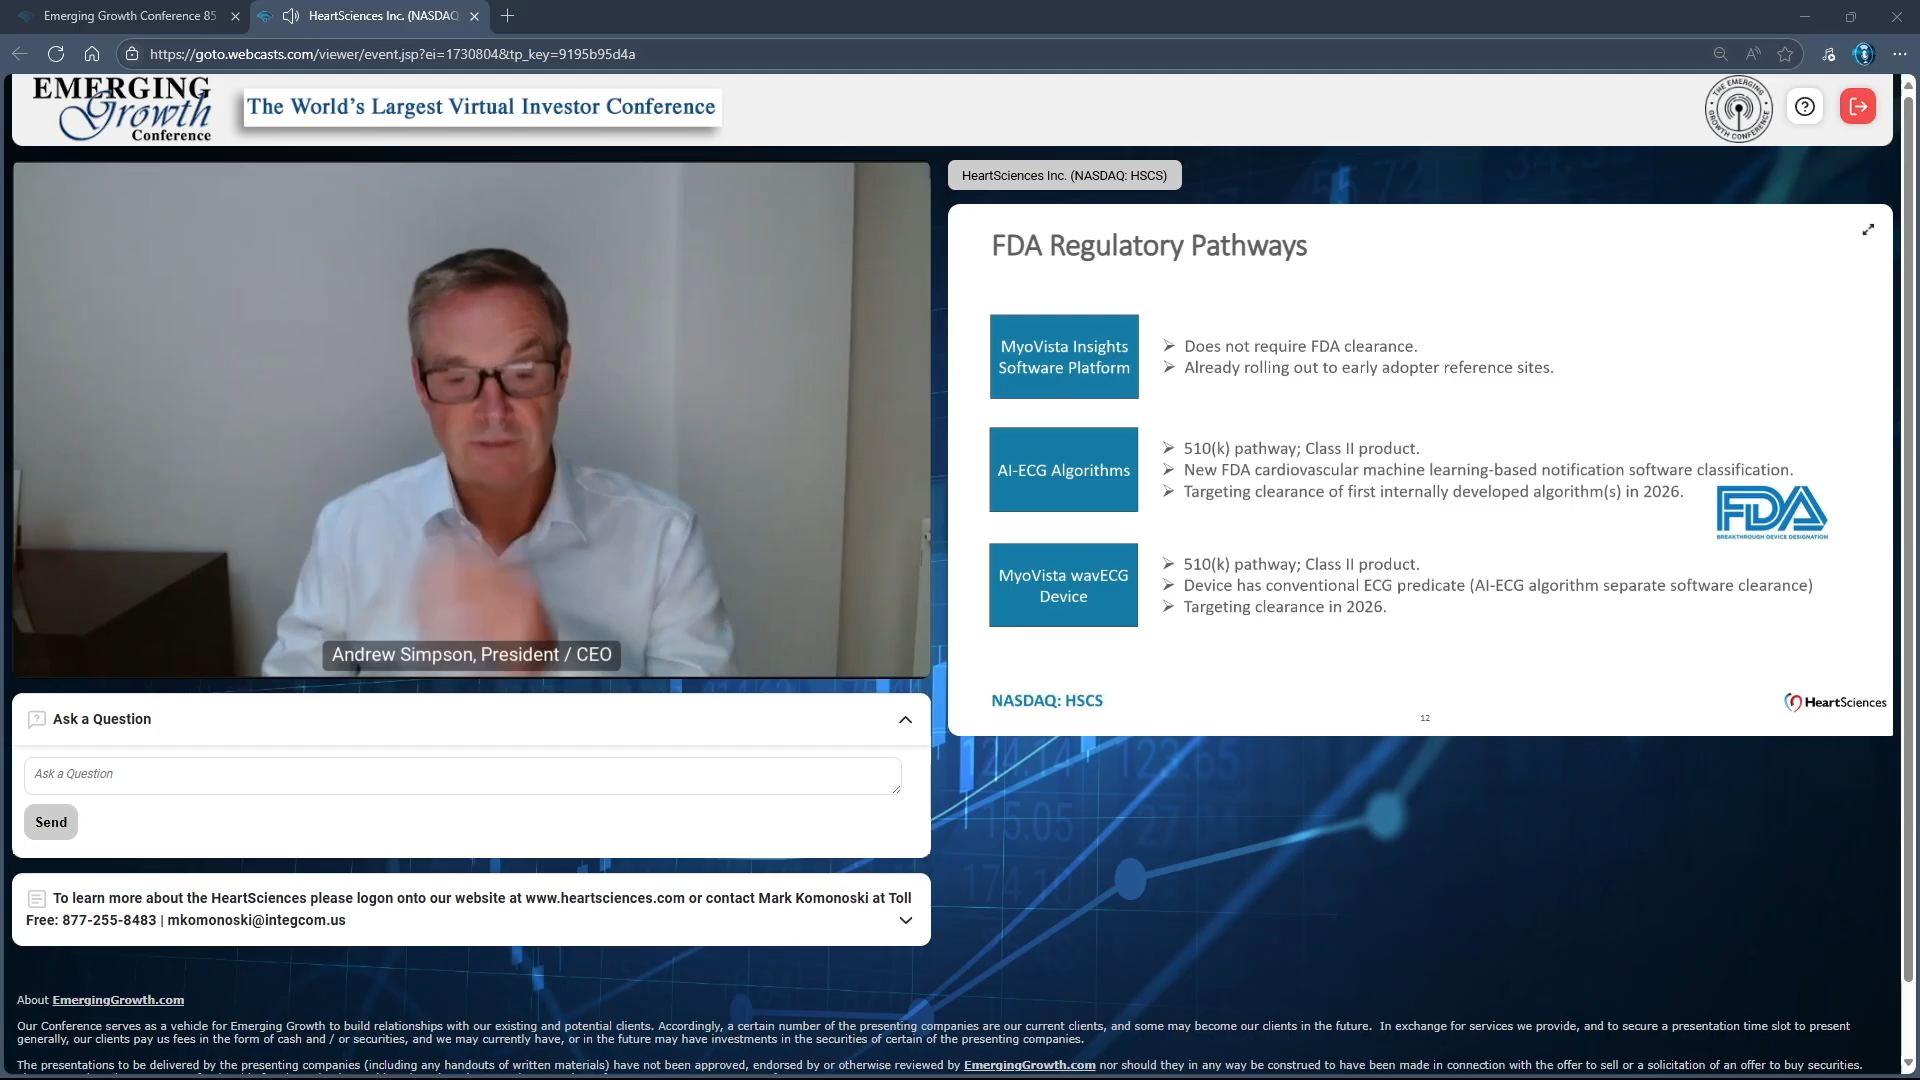 Emerging Growth Conference 85
HeartSciences Inc. (NASDAQ
https://goto.webcasts.com/viewer/event.jsp?ei=1730804&tp_key=9195b95d4a
EMERGING
Growth
Conference
The World's Largest Virtual Investor Conference
THE EMERGING GROWTH CONFERENCE
HeartSciences Inc. (NASDAQ: HSCS)
FDA Regulatory Pathways
MyoVista Insights
Software Platform
➢ Does not require FDA clearance.
➢ Already rolling out to early adopter reference sites.
AI-ECG Algorithms
➢ 510(k) pathway; Class II product.
➢ New FDA cardiovascular machine learning-based notification software classification.
➢ Targeting clearance of first internally developed algorithm(s) in 2026.
FDA
BREAKTHROUGH DEVICE DESIGNATION
MyoVista wavECG
Device
➢ 510(k) pathway; Class II product.
➢ Device has conventional ECG predicate (AI-ECG algorithm separate software clearance)
➢ Targeting clearance in 2026.
NASDAQ: HSCS
12
HeartSciences
Andrew Simpson, President / CEO
Ask a Question
Ask a Question
Send
To learn more about the HeartSciences please logon onto our website at www.heartsciences.com or contact Mark Komonoski at Toll
Free: 877-255-8483 | mkomonoski@integcom.us
About EmergingGrowth.com
Our Conference serves as a vehicle for Emerging Growth to build relationships with our existing and potential clients. Accordingly, a certain number of the presenting companies are our current clients, and some may become our clients in the future. In exchange for services we provide, and to secure a presentation time slot to present
generally, our clients pay us fees in the form of cash and / or securities, and we may currently have, or in the future may have investments in the securities of certain of the presenting companies.
The presentations to be delivered by the presenting companies (including any handouts of written materials) have not been approved, endorsed by or otherwise reviewed by EmergingGrowth.com nor should they in any way be construed to have been made in connection with the offer to sell or a solicitation of an offer to buy securities.